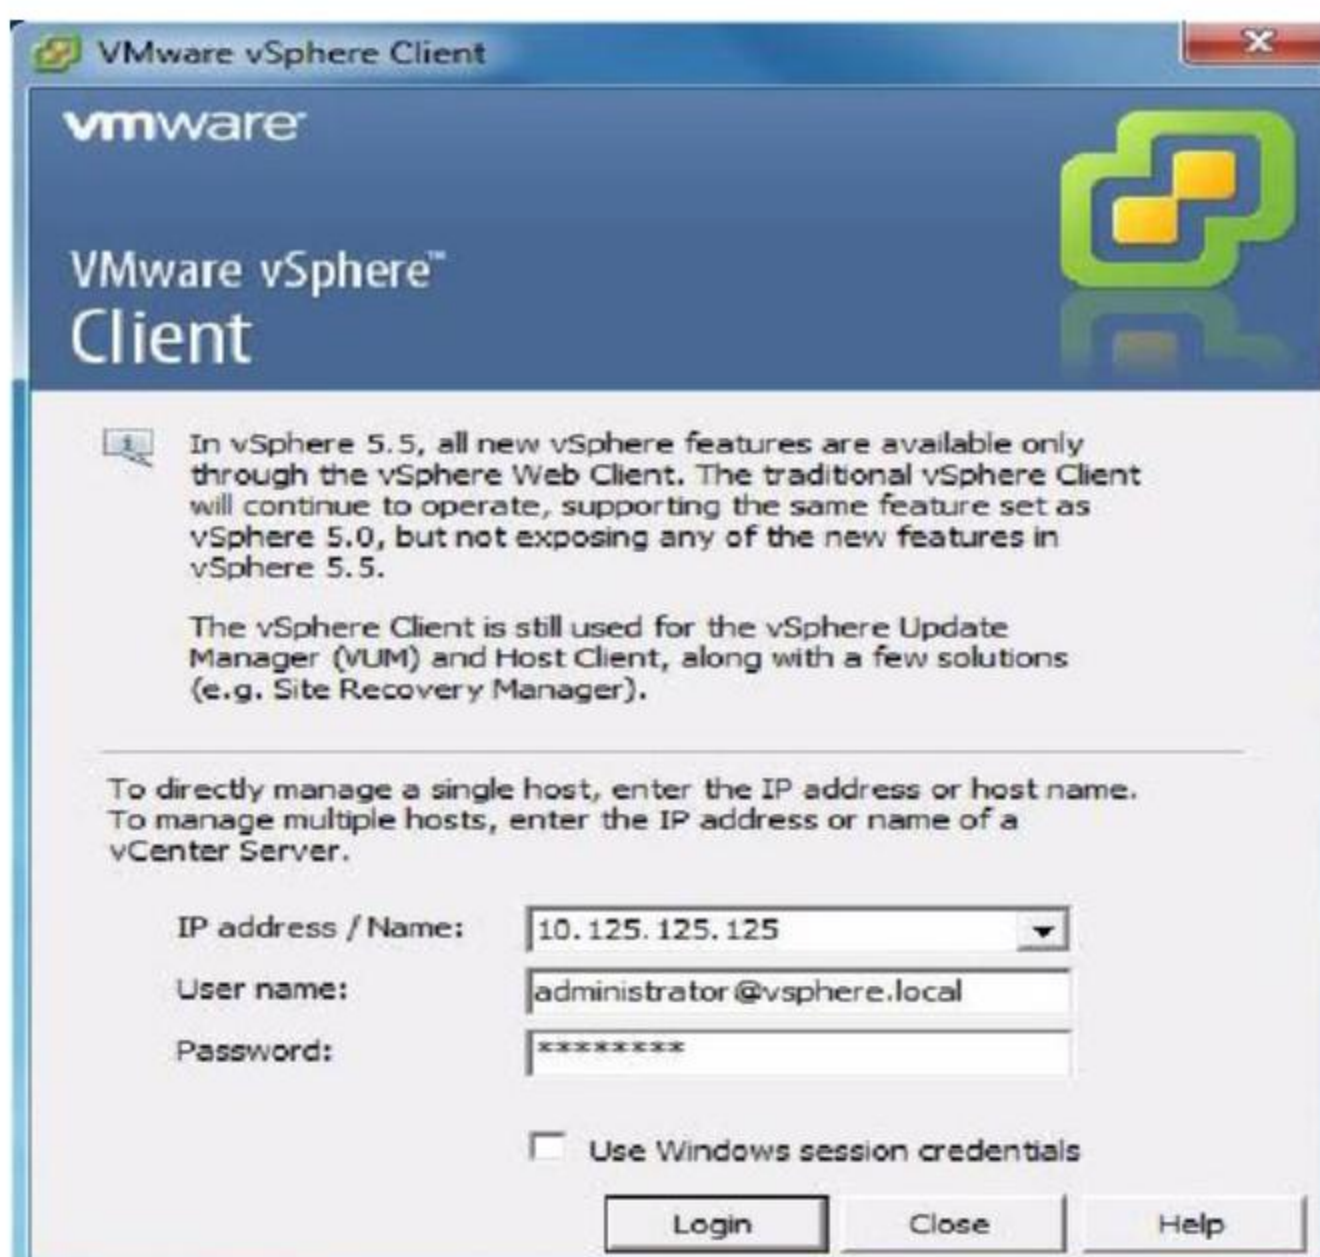 VMware vSphere Client
vmware
VMware vSphere™
Client
In vSphere 5.5, all new vSphere features are available only
through the vSphere Web Client. The traditional vSphere Client
will continue to operate, supporting the same feature set as
vSphere 5.0, but not exposing any of the new features in
vSphere 5.5.
The vSphere Client is still used for the vSphere Update
Manager (VUM) and Host Client, along with a few solutions
(e.g. Site Recovery Manager).
To directly manage a single host, enter the IP address or host name.
To manage multiple hosts, enter the IP address or name of a
vCenter Server.
IP address / Name: 10.125.125.125
User name: administrator@vsphere.local
Password: ********
Use Windows session credentials
Login Close Help